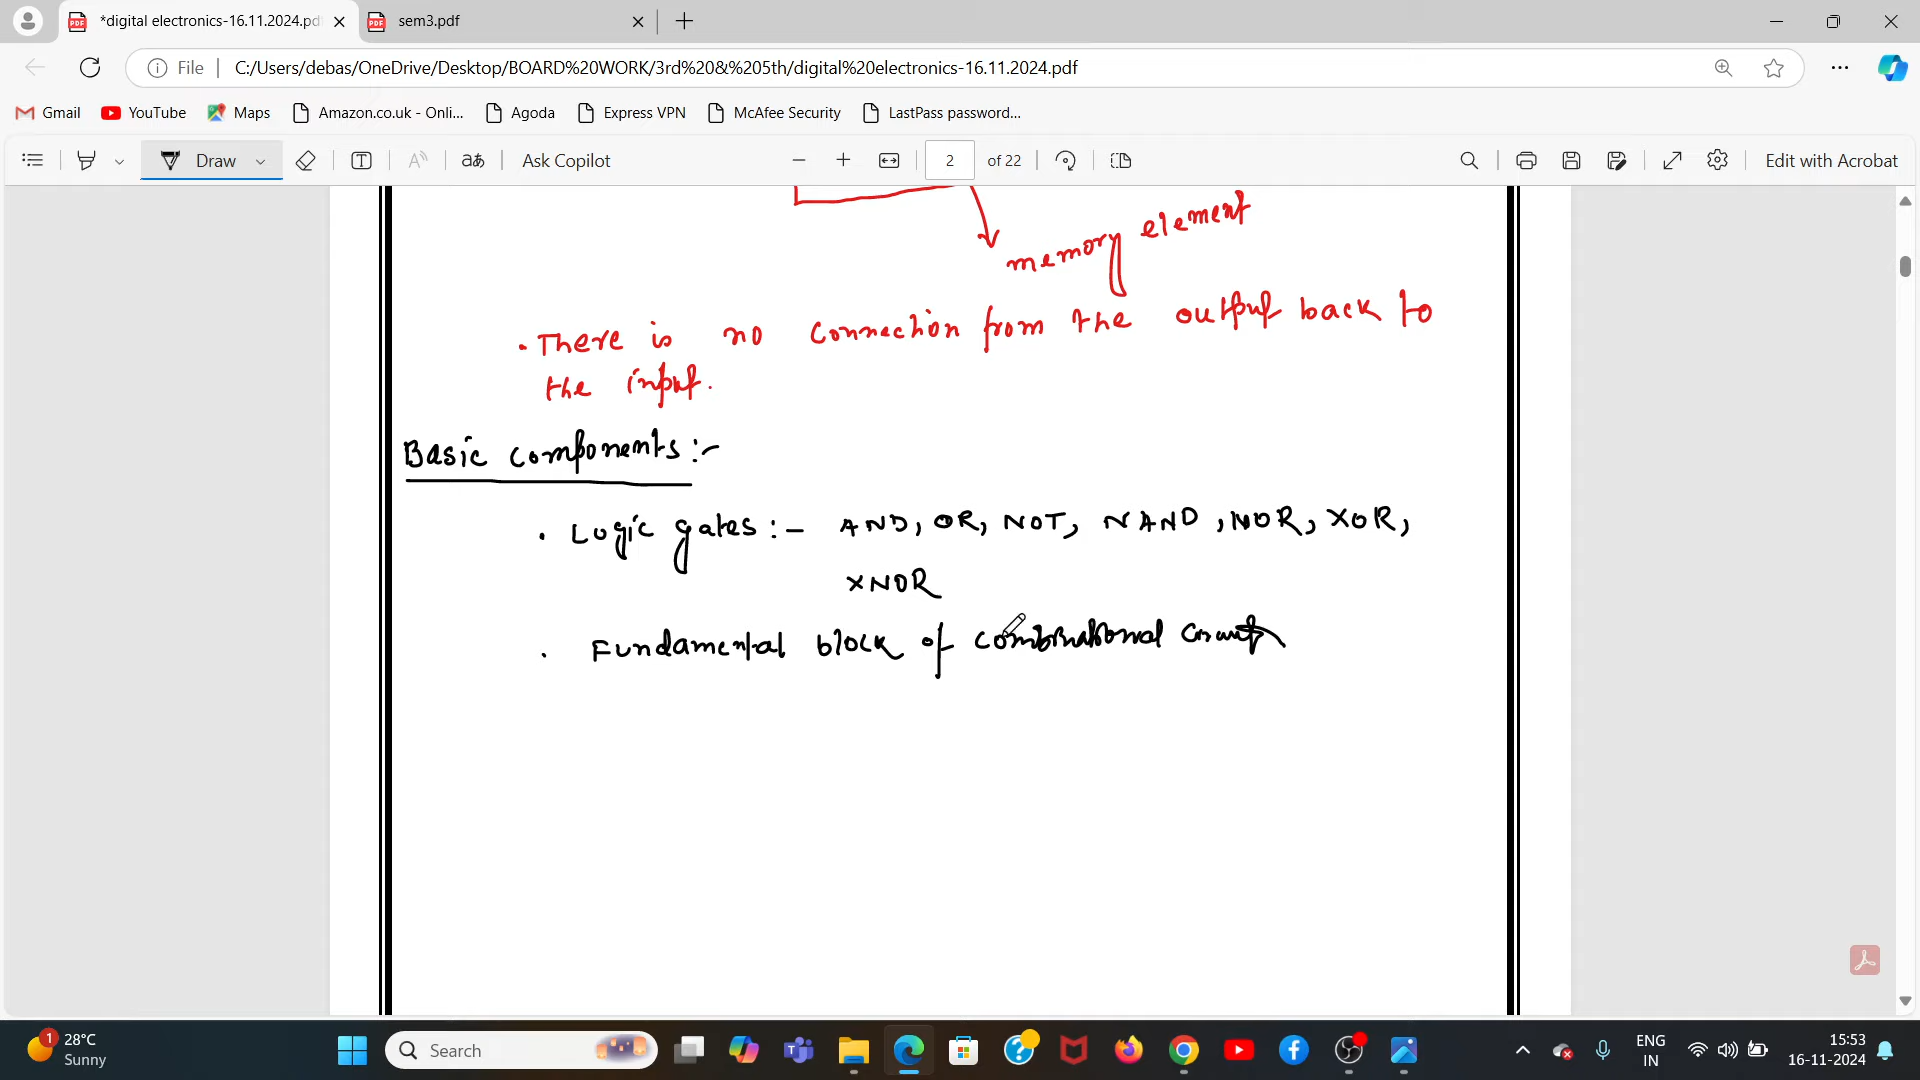 *digital electronics-16.11.2024.pd
sem3.pdf
File
C:/Users/debas/OneDrive/Desktop/BOARD%20WORK/3rd%20&%205th/digital%20electronics-16.11.2024.pdf
Gmail YouTube Maps Amazon.co.uk - Onli... Agoda Express VPN McAfee Security LastPass password...
Draw aあ Ask Copilot 2 of 22 Edit with Acrobat
memory element
. There is no connection from the output back to
the input.
Basic components :-
. Logic gates :- AND, OR, NOT, NAND, NOR, XOR,
XNOR
. Fundamental block of combinational circuit
1 28°C
Sunny
Search
ENG
IN
15:53
16-11-2024